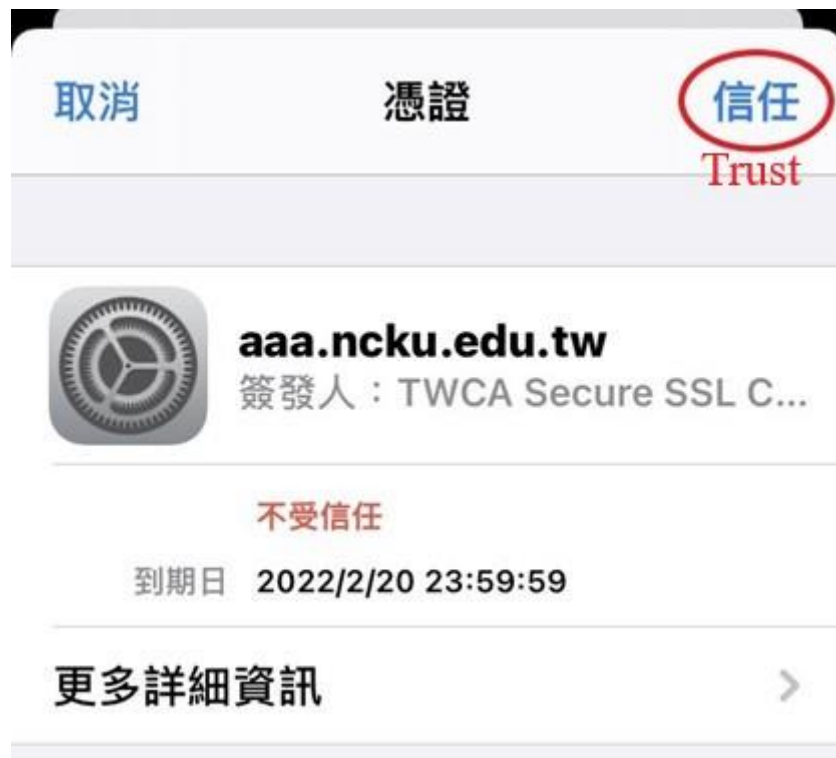 取消
憑證
信任
Trust
aaa.ncku.edu.tw
簽發人：TWCA Secure SSL C...
不受信任
到期日 2022/2/20 23:59:59
更多詳細資訊